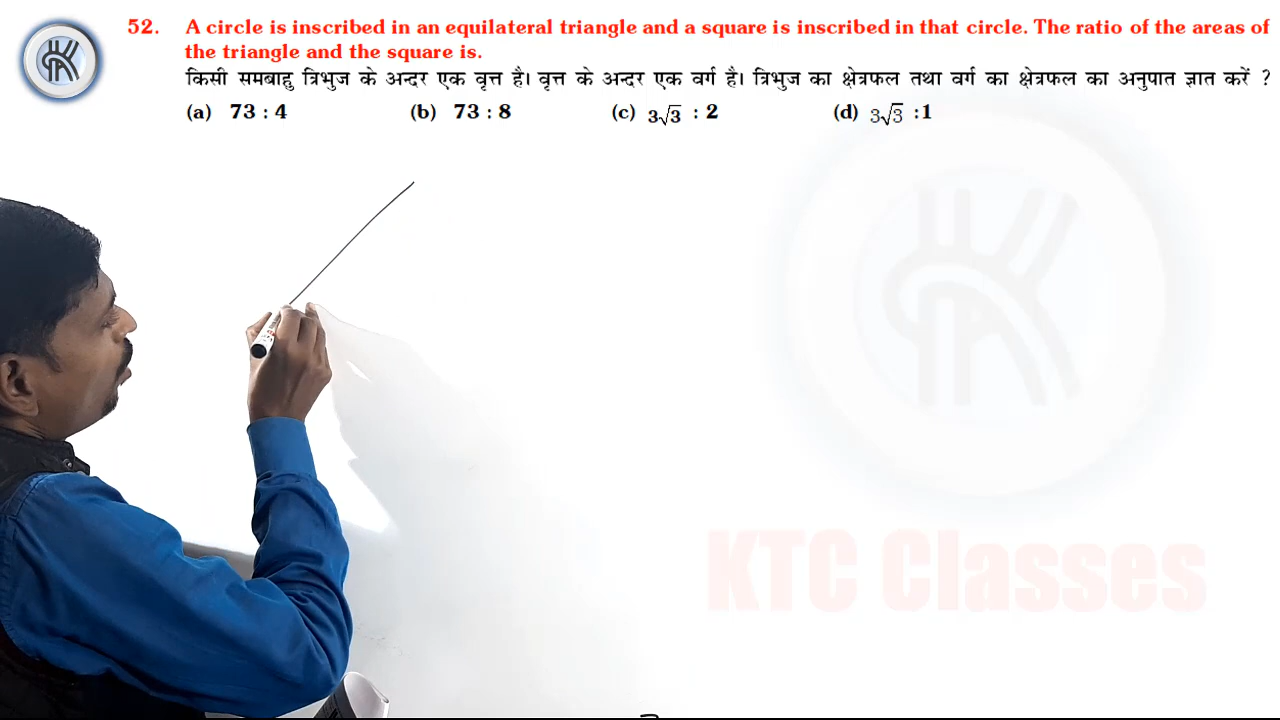 52. A circle is inscribed in an equilateral triangle and a square is inscribed in that circle. The ratio of the areas of
the triangle and the square is.
किसी समबाहु त्रिभुज के अन्दर एक वृत्त है। वृत्त के अन्दर एक वर्ग है। त्रिभुज का क्षेत्रफल तथा वर्ग का क्षेत्रफल का अनुपात ज्ञात करें ?
(a) 73 : 4 (b) 73 : 8 (c) 3√3 : 2 (d) 3√3 :1
KTC Classes